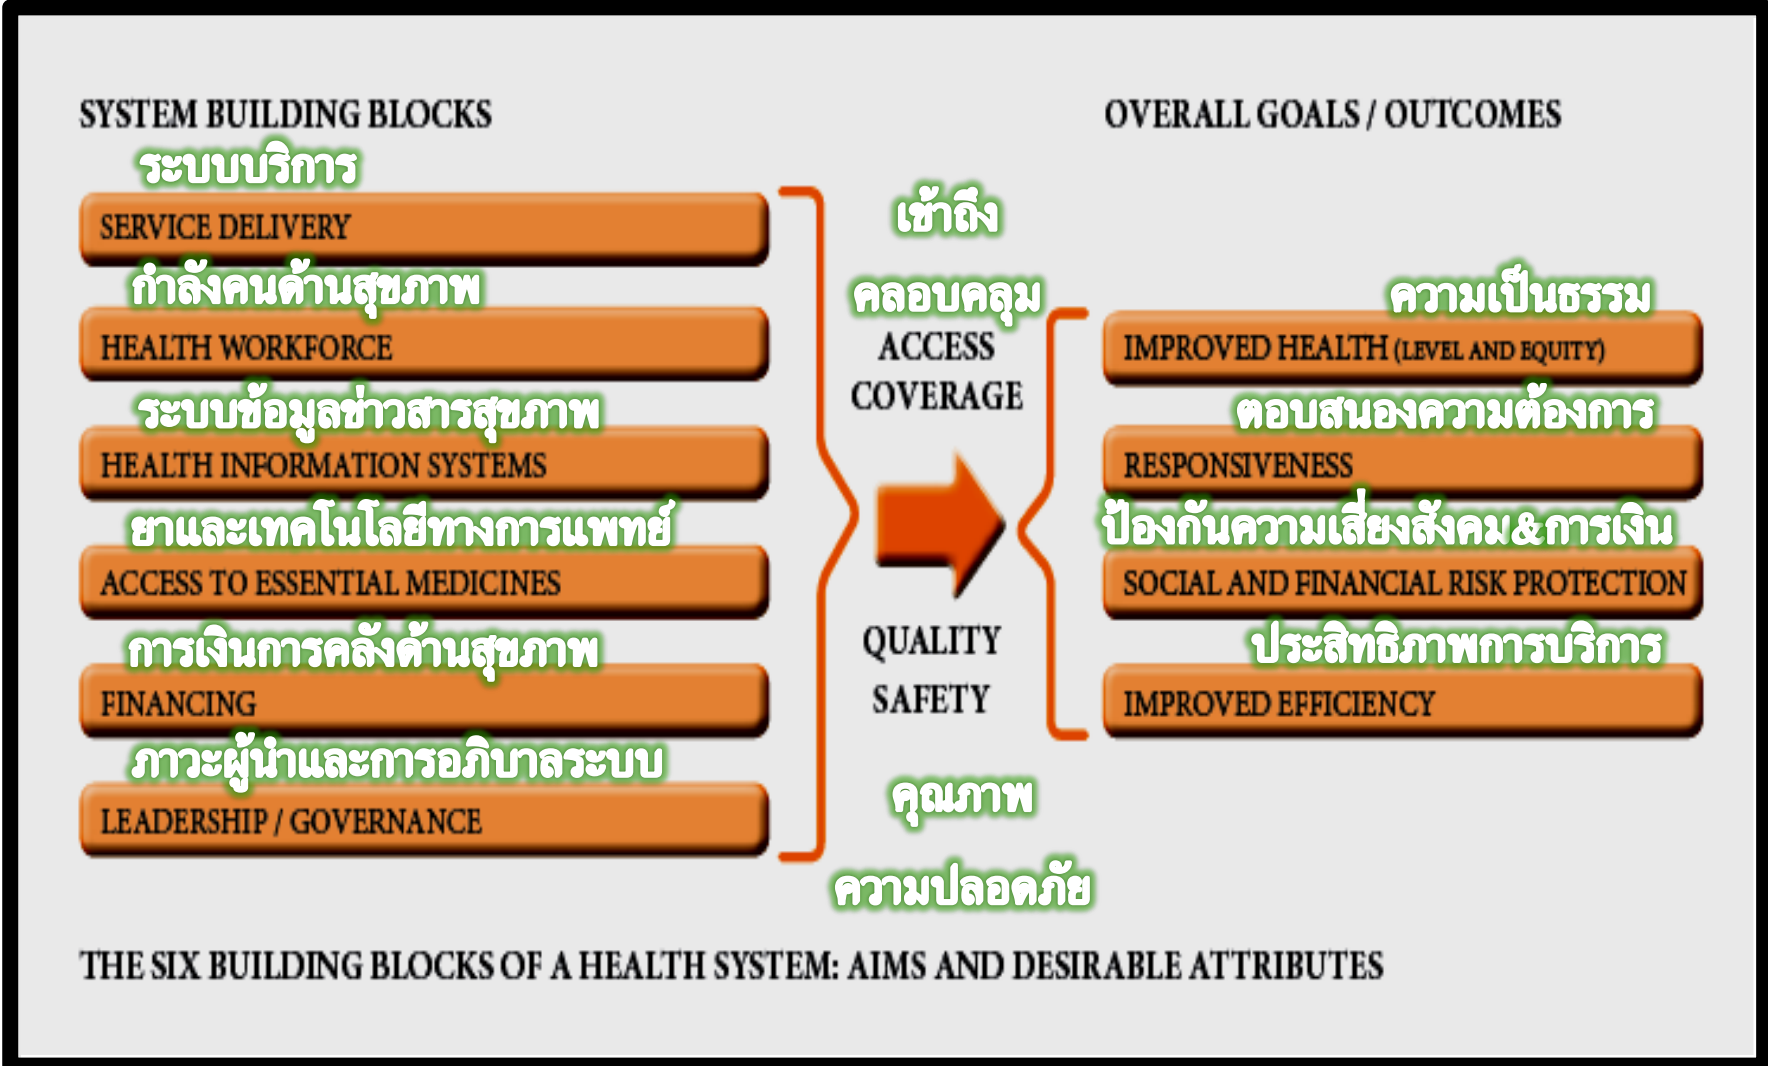 SYSTEM BUILDING BLOCKS
ระบบบริการ
SERVICE DELIVERY
กำลังคนด้านสุขภาพ
HEALTH WORKFORCE
ระบบข้อมูลข่าวสารสุขภาพ
HEALTH INFORMATION SYSTEMS
ยาและเทคโนโลยีทางการแพทย์
ACCESS TO ESSENTIAL MEDICINES
การเงินการคลังด้านสุขภาพ
FINANCING
ภาวะผู้นำและการอภิบาลระบบ
LEADERSHIP / GOVERNANCE
เข้าถึง
คลอบคลุม
ACCESS
COVERAGE
QUALITY
SAFETY
คุณภาพ
ความปลอดภัย
OVERALL GOALS / OUTCOMES
ความเป็นธรรม
IMPROVED HEALTH (LEVEL AND EQUITY)
ตอบสนองความต้องการ
RESPONSIVENESS
ป้องกันความเสี่ยงสังคม&การเงิน
SOCIAL AND FINANCIAL RISK PROTECTION
ประสิทธิภาพการบริการ
IMPROVED EFFICIENCY
THE SIX BUILDING BLOCKS OF A HEALTH SYSTEM: AIMS AND DESIRABLE ATTRIBUTES